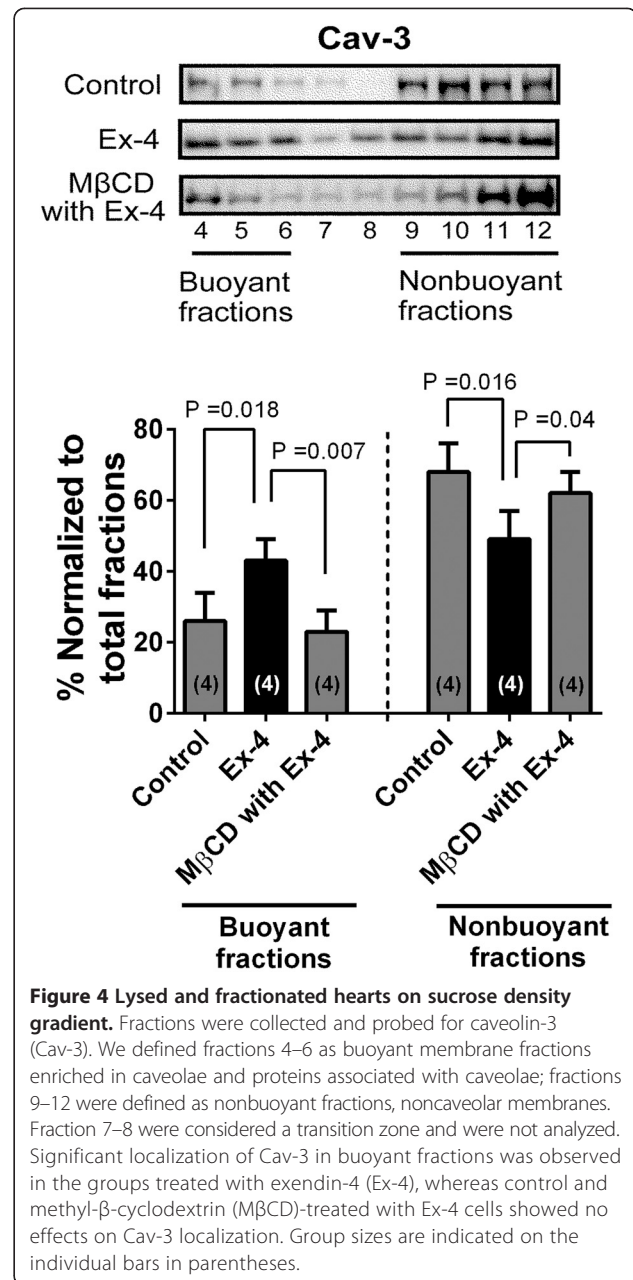 Cav-3
Control
Ex-4
MβCD
with Ex-4
4 5 6 7 8 9 10 11 12
Buoyant
fractions
Nonbuoyant
fractions
% Normalized to
total fractions
80
60
40
20
0
P =0.018
P =0.007
P =0.016
P =0.04
(4) (4) (4) (4) (4) (4)
Control
Ex-4
MβCD with Ex-4
Control
Ex-4
MβCD with Ex-4
Buoyant
fractions
Nonbuoyant
fractions
Figure 4 Lysed and fractionated hearts on sucrose density
gradient. Fractions were collected and probed for caveolin-3
(Cav-3). We defined fractions 4–6 as buoyant membrane fractions
enriched in caveolae and proteins associated with caveolae; fractions
9–12 were defined as nonbuoyant fractions, noncaveolar membranes.
Fraction 7–8 were considered a transition zone and were not analyzed.
Significant localization of Cav-3 in buoyant fractions was observed
in the groups treated with exendin-4 (Ex-4), whereas control and
methyl-β-cyclodextrin (MβCD)-treated with Ex-4 cells showed no
effects on Cav-3 localization. Group sizes are indicated on the
individual bars in parentheses.